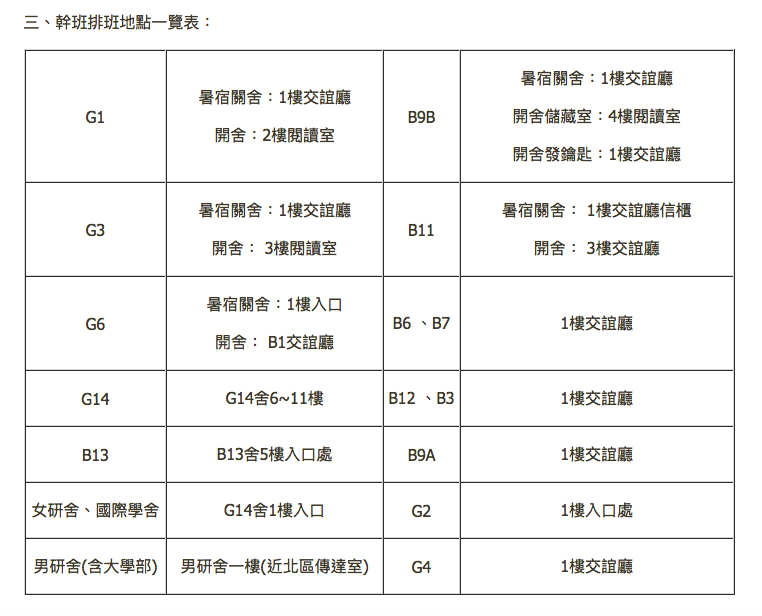 三、幹班排班地點一覽表：
G1
暑宿關舍：1樓交誼廳
開舍：2樓閱讀室
B9B
暑宿關舍：1樓交誼廳
開舍儲藏室：4樓閱讀室
開舍發鑰匙：1樓交誼廳
G3
暑宿關舍：1樓交誼廳
開舍： 3樓閱讀室
B11
暑宿關舍： 1樓交誼廳信櫃
開舍： 3樓交誼廳
G6
暑宿關舍：1樓入口
開舍： B1交誼廳
B6 、B7
1樓交誼廳
G14
G14舍6~11樓
B12 、B3
1樓交誼廳
B13
B13舍5樓入口處
B9A
1樓交誼廳
女研舍、國際學舍
G14舍1樓入口
G2
1樓入口處
男研舍(含大學部)
男研舍一樓(近北區傳達室)
G4
1樓交誼廳